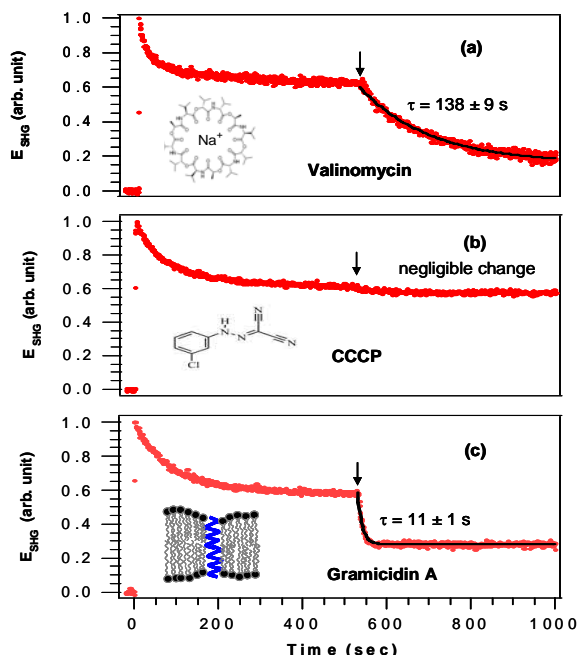 (a)
E SHG (arb. unit)
1.0
0.8
0.6
0.4
0.2
0.0
τ = 138 ± 9 s
Na+
Valinomycin
(b)
E SHG (arb. unit)
1.0
0.8
0.6
0.4
0.2
0.0
negligible change
N
H
N
N
N
Cl
CCCP
(c)
E SHG (arb. unit)
1.0
0.8
0.6
0.4
0.2
0.0
τ = 11 ± 1 s
Gramicidin A
0 200 400 600 800 1000
Time (sec)